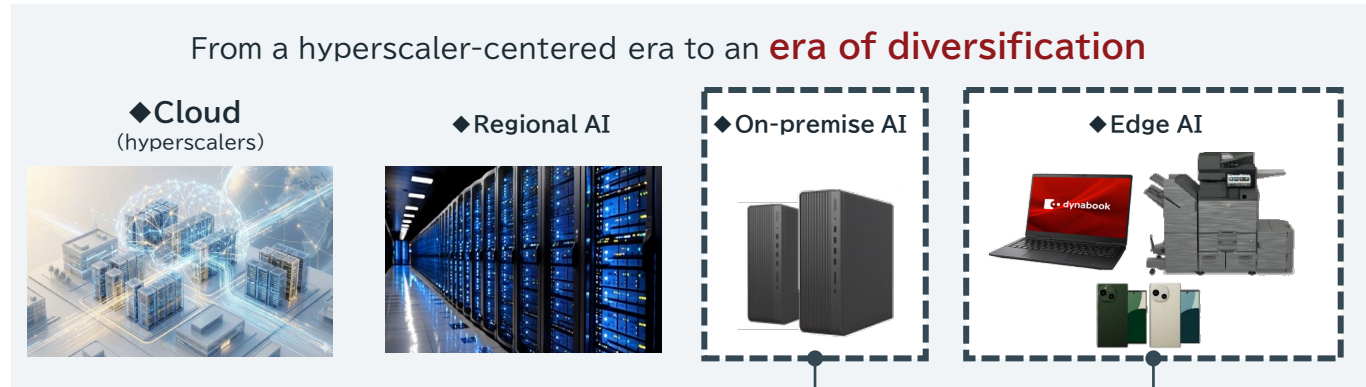 From a hyperscaler-centered era to an era of diversification
◆Cloud
(hyperscalers)
◆Regional AI
◆On-premise AI
◆Edge AI
dynabook